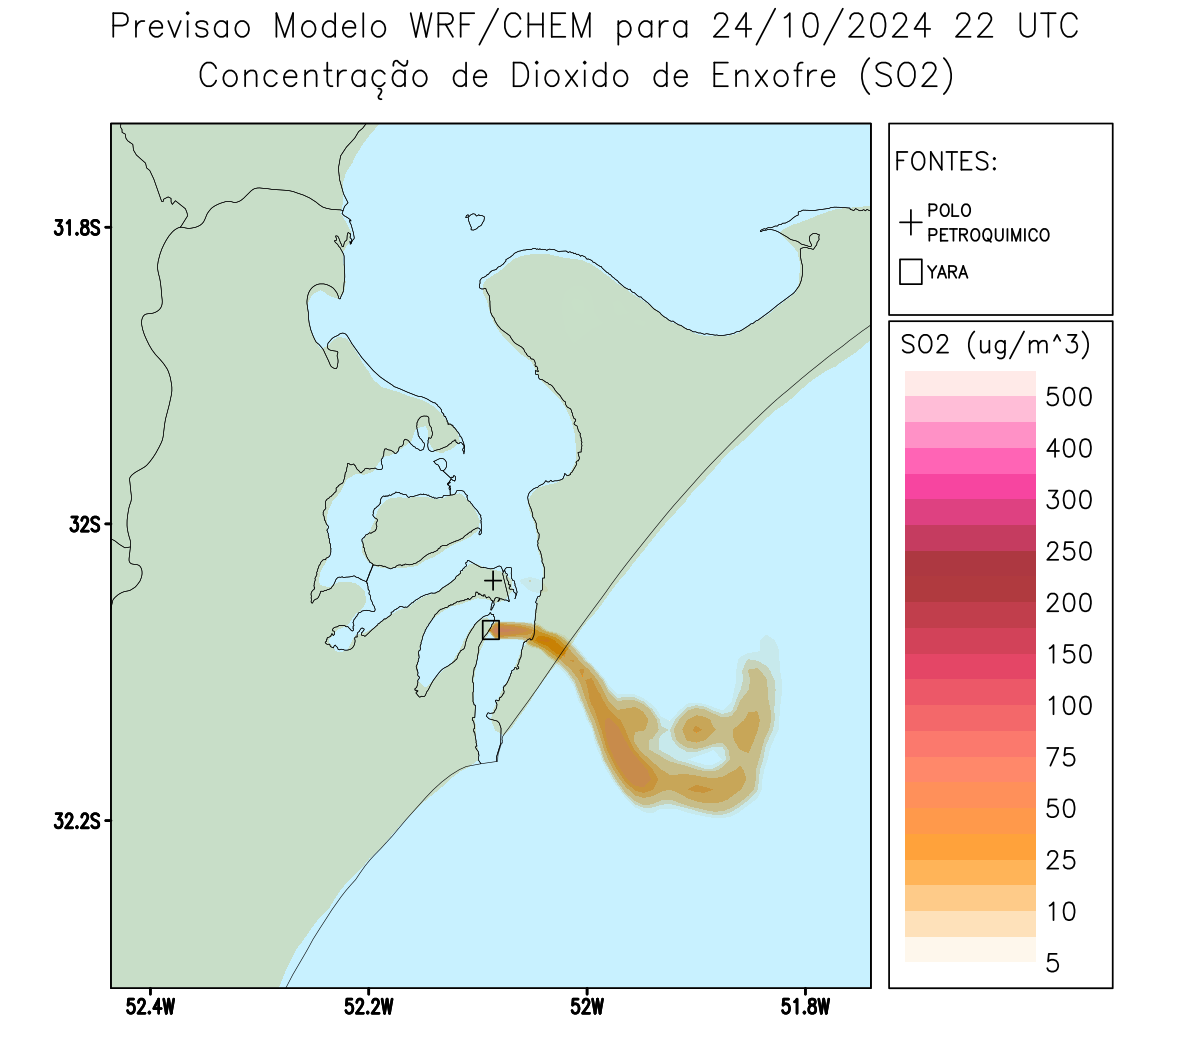 Previsao Modelo WRF/CHEM para 24/10/2024 22 UTC
Concentração de Dioxido de Enxofre (SO2)
FONTES:
POLO
PETROQUIMICO
YARA
SO2 (ug/m^3)
500
400
300
250
200
150
100
75
50
25
10
5
31.8S
32S
32.2S
52.4W
52.2W
52W
51.8W